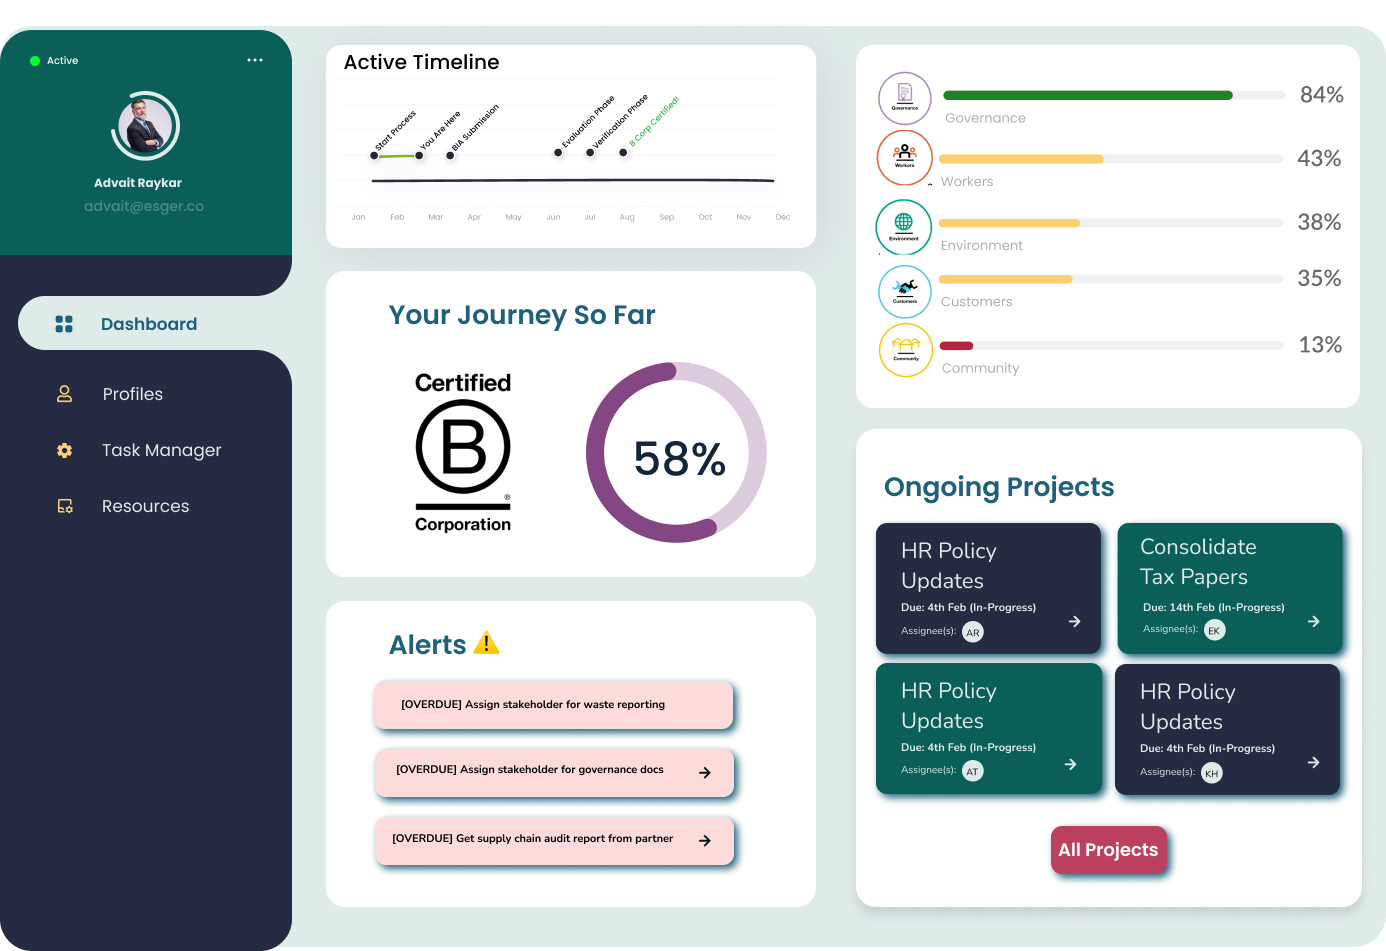 Active
Advait Raykar
advait@esger.co
Dashboard
Profiles
Task Manager
Resources
Active Timeline
Start Process
You Are Here
BIA Submission
Evaluation Phase
Verification Phase
B Corp Certified!
Jan Feb Mar Apr May Jun Jul Aug Sep Oct Nov Dec
Your Journey So Far
Certified
B
®
Corporation
58%
Alerts
[OVERDUE] Assign stakeholder for waste reporting
[OVERDUE] Assign stakeholder for governance docs
[OVERDUE] Get supply chain audit report from partner
Governance
84%
Governance
Workers
43%
Workers
Environment
38%
Environment
Customers
35%
Customers
Community
13%
Community
Ongoing Projects
HR Policy
Updates
Due: 4th Feb (In-Progress)
Assignee(s): AR
Consolidate
Tax Papers
Due: 14th Feb (In-Progress)
Assignee(s): EK
HR Policy
Updates
Due: 4th Feb (In-Progress)
Assignee(s): AT
HR Policy
Updates
Due: 4th Feb (In-Progress)
Assignee(s): KH
All Projects